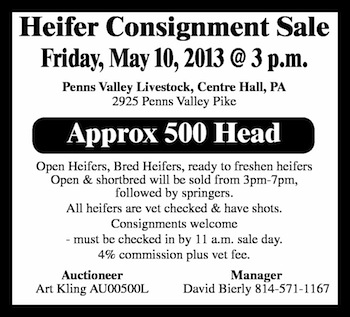 Heifer Consignment Sale
Friday, May 10, 2013 @ 3 p.m.
Penns Valley Livestock, Centre Hall, PA
2925 Penns Valley Pike
Approx 500 Head
Open Heifers, Bred Heifers, ready to freshen heifers
Open & shortbred will be sold from 3pm-7pm,
followed by springers.
All heifers are vet checked & have shots.
Consignments welcome
- must be checked in by 11 a.m. sale day.
4% commission plus vet fee.
Auctioneer
Art Kling AU00500L
Manager
David Bierly 814-571-1167